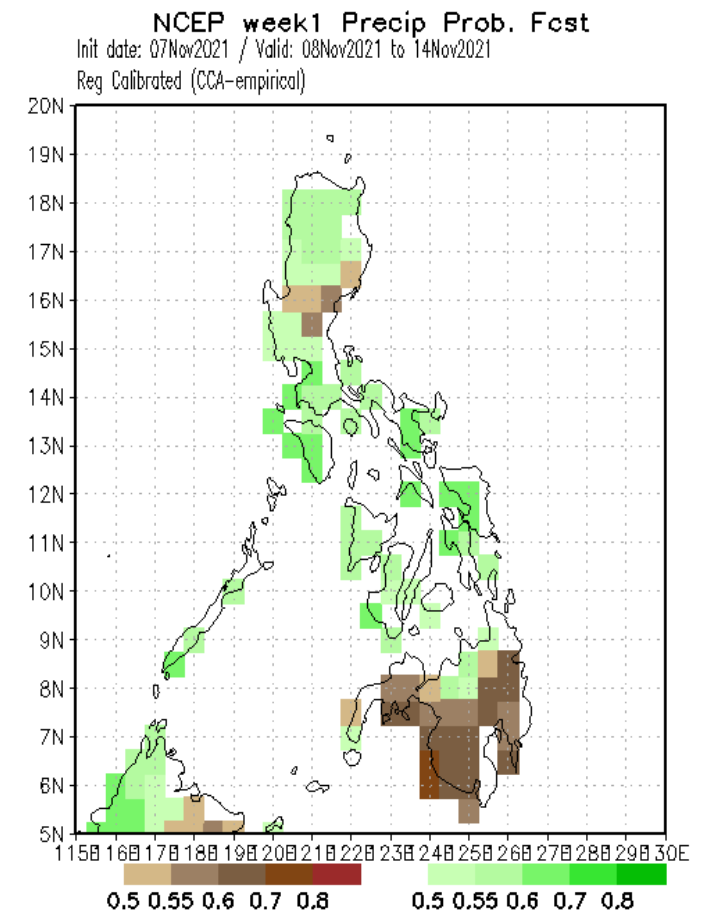 NCEP week1 Precip Prob. Fcst
Init date: 07Nov2021 / Valid: 08Nov2021 to 14Nov2021
Reg Calibrated (CCA-empirical)
20N
19N
18N
17N
16N
15N
14N
13N
12N
11N
10N
9N
8N
7N
6N
5N
0.5 0.55 0.6 0.7 0.8 0.5 0.55 0.6 0.7 0.8